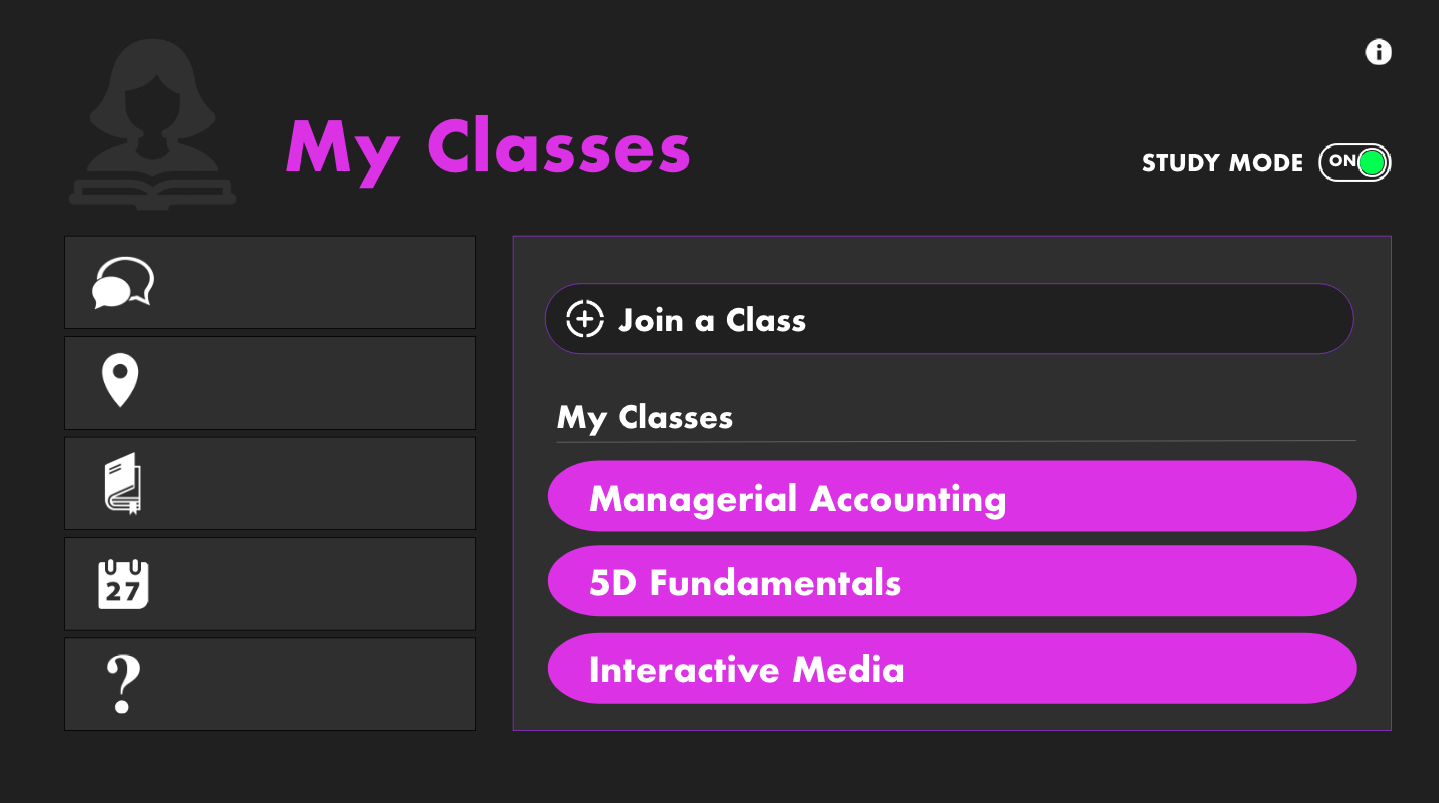 My Classes
STUDY MODE ON
Join a Class
My Classes
Managerial Accounting
5D Fundamentals
27
Interactive Media
?